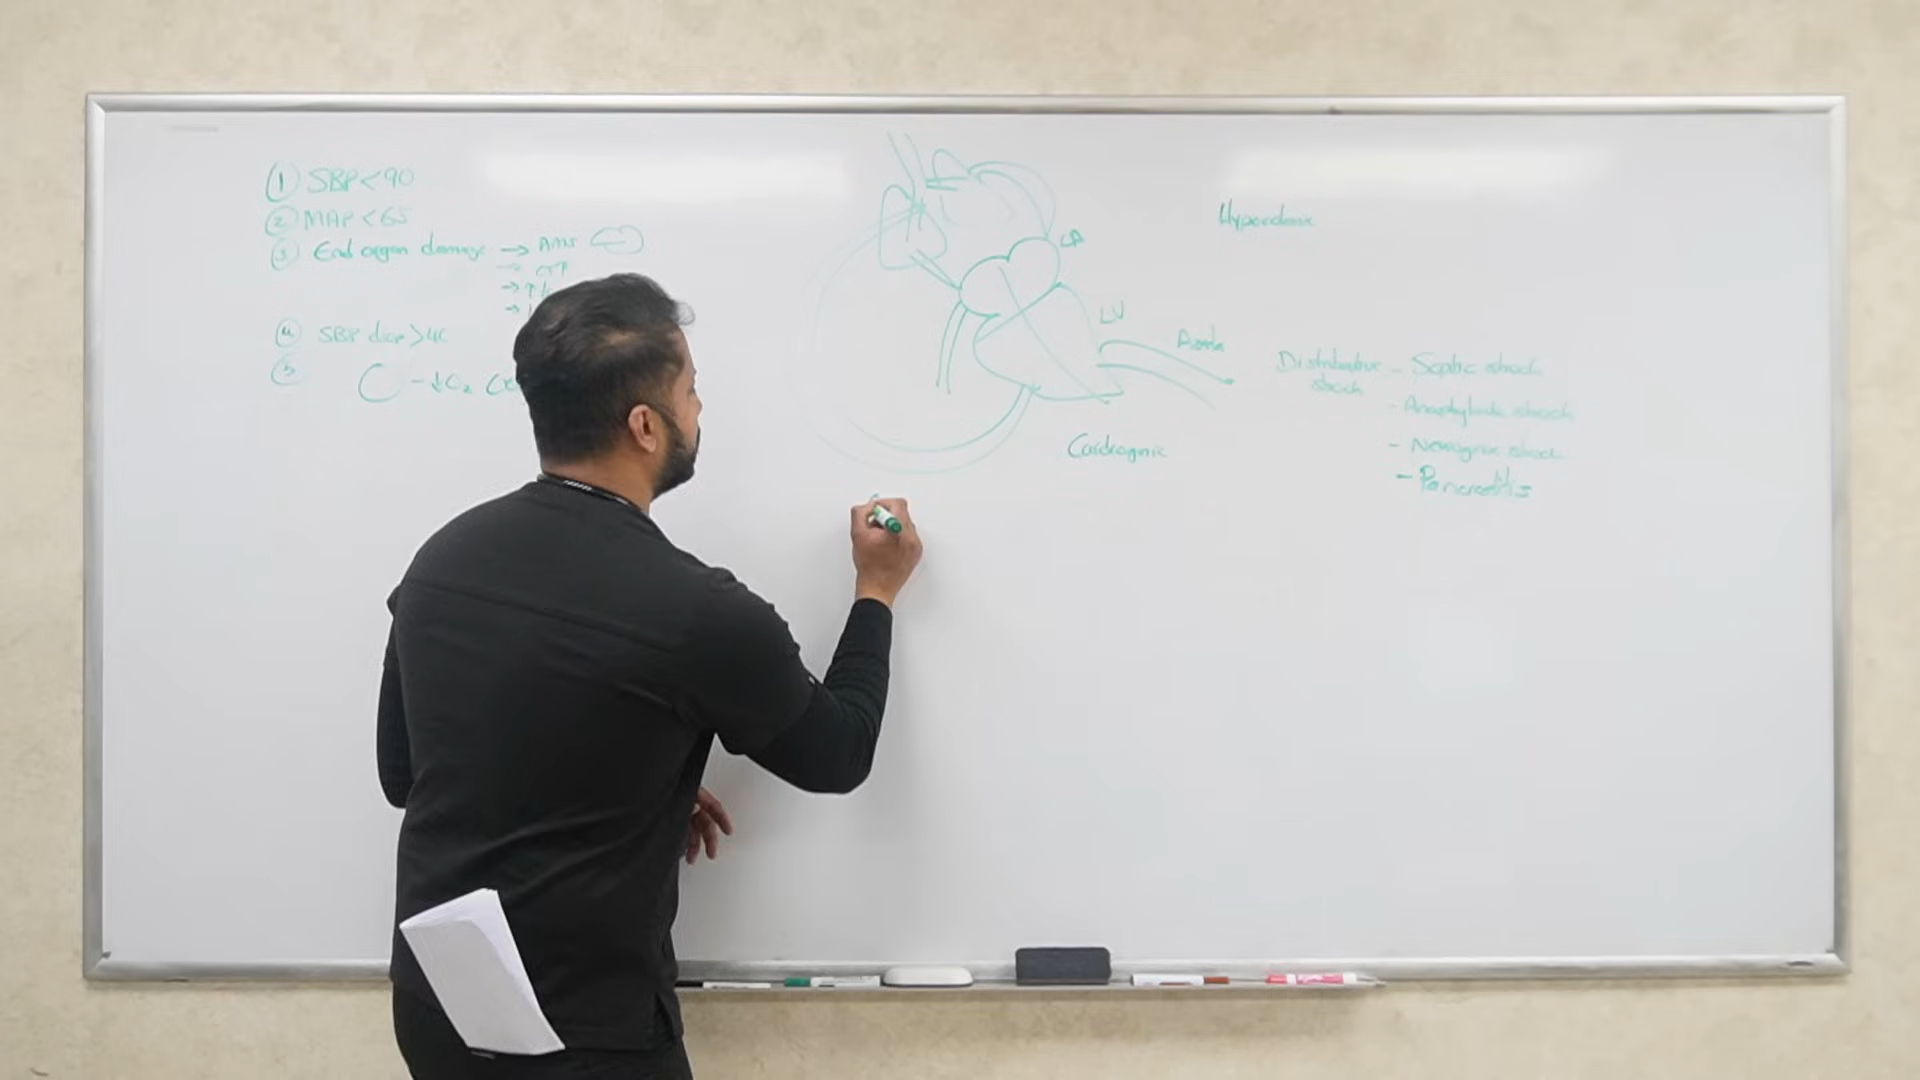 ① SBP < 90
② MAP < 65
③ End organ damage → AMS
→
→ ↑
→
④ SBP drop > 40
⑤
- ↓ O₂
LA
LV
Aorta
Cardiogenic
Hypovolemic
Distributive shock
- Septic shock
- Anaphylactic shock
- Neurogenic shock
- Pancreatitis